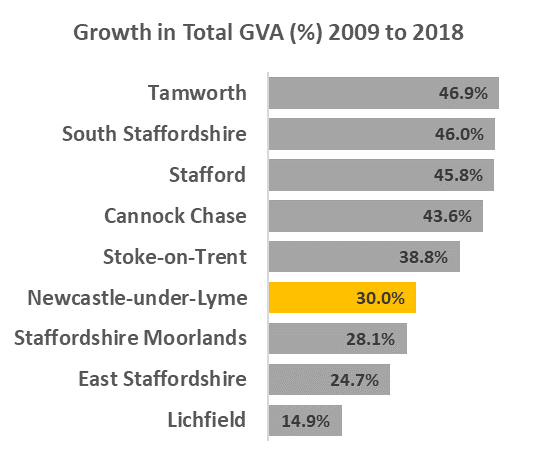 Growth in Total GVA (%) 2009 to 2018
Tamworth 46.9%
South Staffordshire 46.0%
Stafford 45.8%
Cannock Chase 43.6%
Stoke-on-Trent 38.8%
Newcastle-under-Lyme 30.0%
Staffordshire Moorlands 28.1%
East Staffordshire 24.7%
Lichfield 14.9%